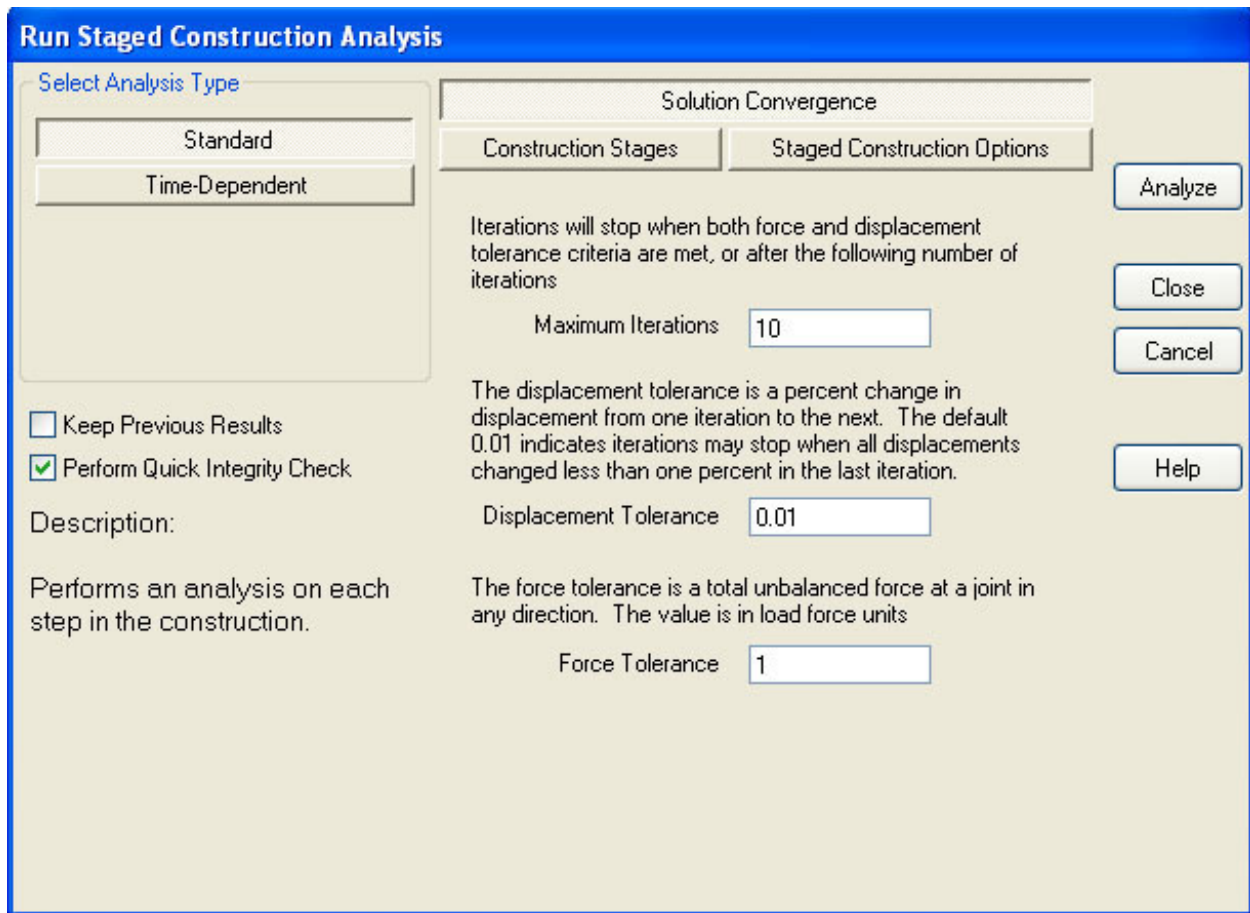 Run Staged Construction Analysis
Select Analysis Type
Standard
Time-Dependent
Keep Previous Results
Perform Quick Integrity Check
Description:
Performs an analysis on each
step in the construction.
Solution Convergence
Construction Stages
Staged Construction Options
Iterations will stop when both force and displacement
tolerance criteria are met, or after the following number of
iterations
Maximum Iterations
10
The displacement tolerance is a percent change in
displacement from one iteration to the next. The default
0.01 indicates iterations may stop when all displacements
changed less than one percent in the last iteration.
Displacement Tolerance
0.01
The force tolerance is a total unbalanced force at a joint in
any direction. The value is in load force units
Force Tolerance
1
Analyze
Close
Cancel
Help